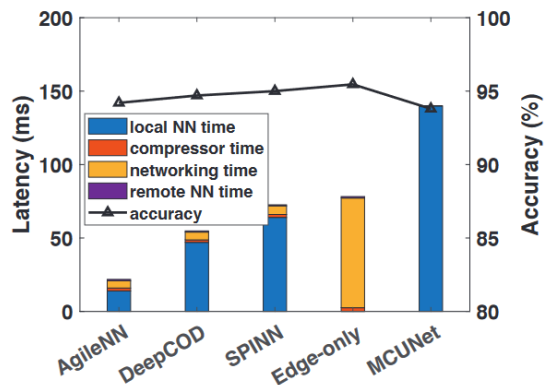 200
150
100
50
0
Latency (ms)
100
95
90
85
80
Accuracy (%)
local NN time
compressor time
networking time
remote NN time
accuracy
AgileNN
DeepCOD
SPINN
Edge-only
MCUNet